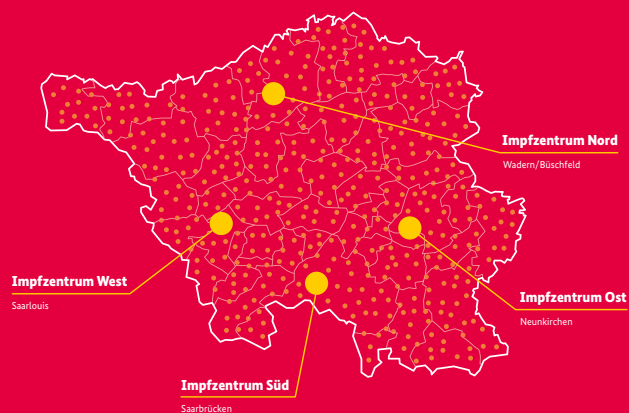 Impfzentrum Nord
Wadern/Büschfeld
Impfzentrum West
Saarlouis
Impfzentrum Ost
Neunkirchen
Impfzentrum Süd
Saarbrücken